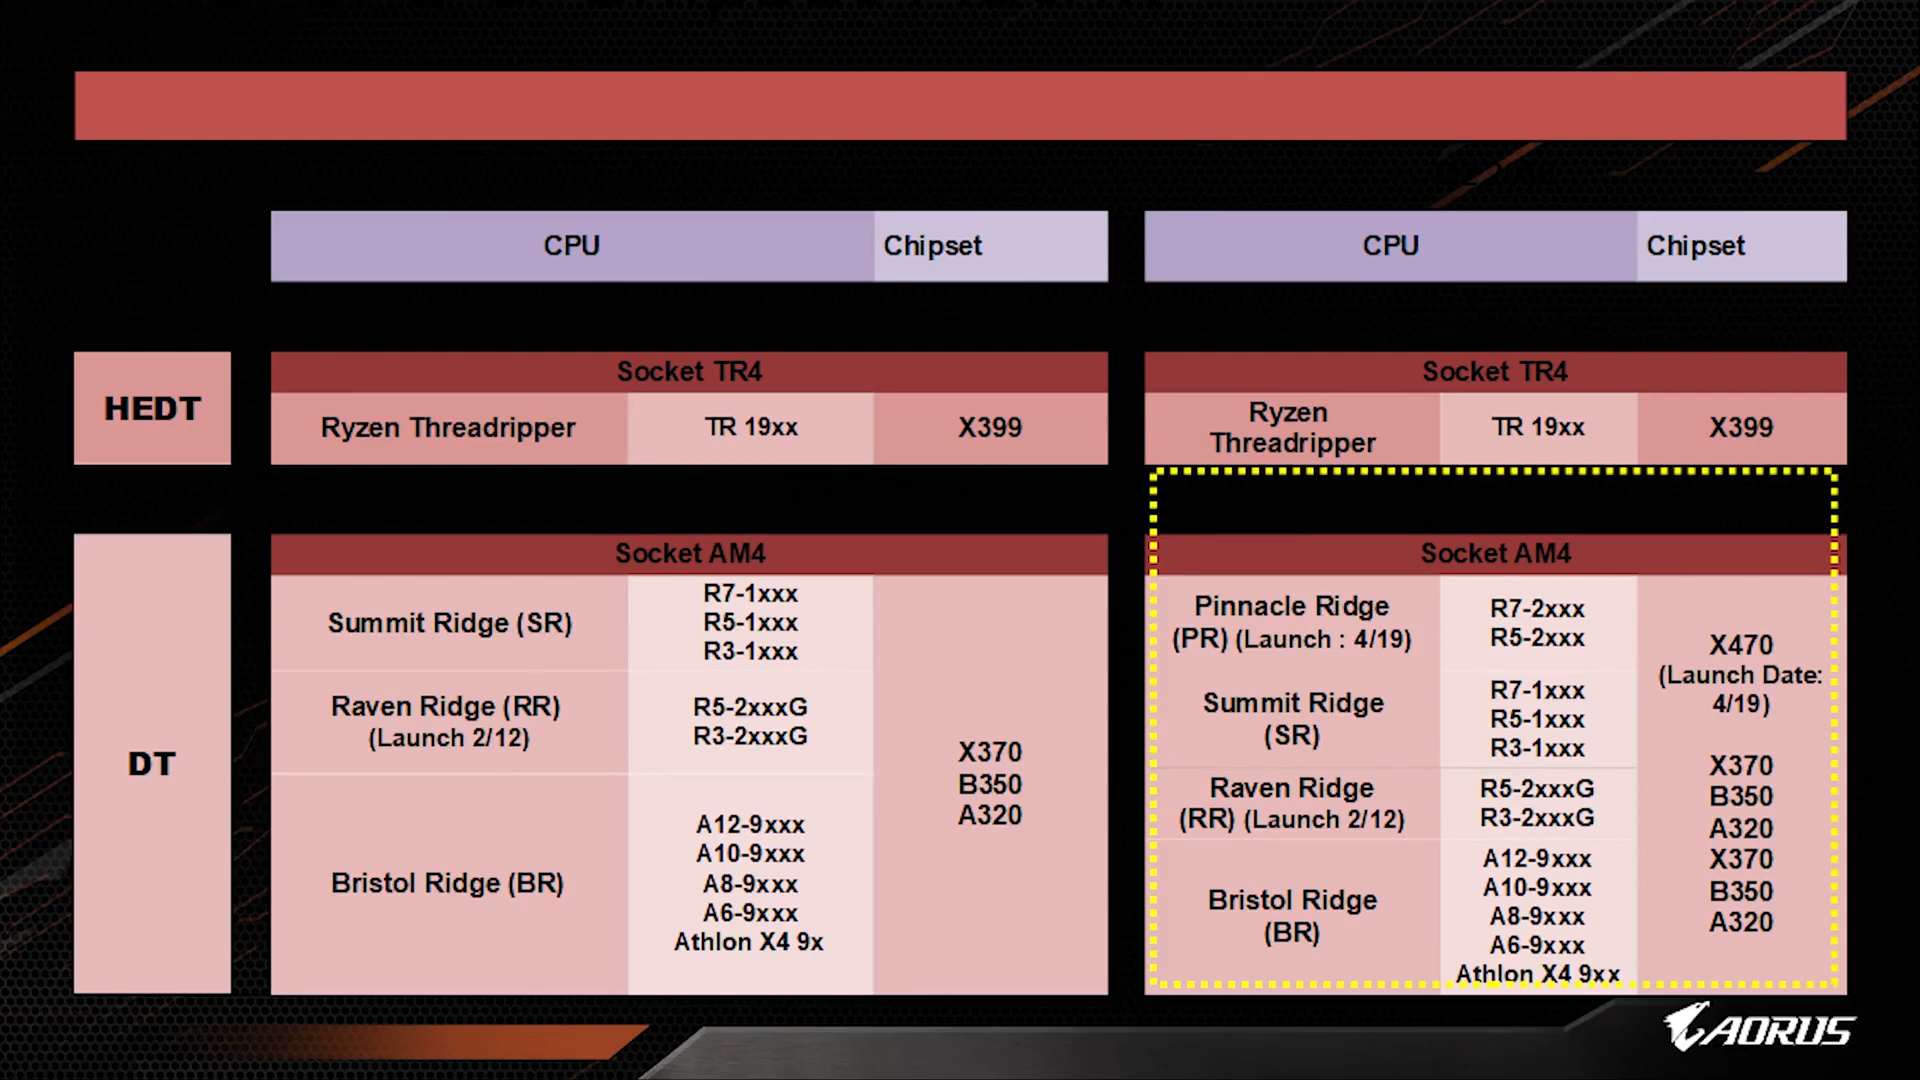 CPU
Chipset
CPU
Chipset
HEDT
Socket TR4
Ryzen Threadripper
TR 19xx
X399
Socket TR4
Ryzen
Threadripper
TR 19xx
X399
DT
Socket AM4
Summit Ridge (SR)
R7-1xxx
R5-1xxx
R3-1xxx
Raven Ridge (RR)
(Launch 2/12)
R5-2xxxG
R3-2xxxG
Bristol Ridge (BR)
A12-9xxx
A10-9xxx
A8-9xxx
A6-9xxx
Athlon X4 9x
X370
B350
A320
Socket AM4
Pinnacle Ridge
(PR) (Launch : 4/19)
R7-2xxx
R5-2xxx
Summit Ridge
(SR)
R7-1xxx
R5-1xxx
R3-1xxx
Raven Ridge
(RR) (Launch 2/12)
R5-2xxxG
R3-2xxxG
Bristol Ridge
(BR)
A12-9xxx
A10-9xxx
A8-9xxx
A6-9xxx
Athlon X4 9xx
X470
(Launch Date:
4/19)
X370
B350
A320
X370
B350
A320
AORUS